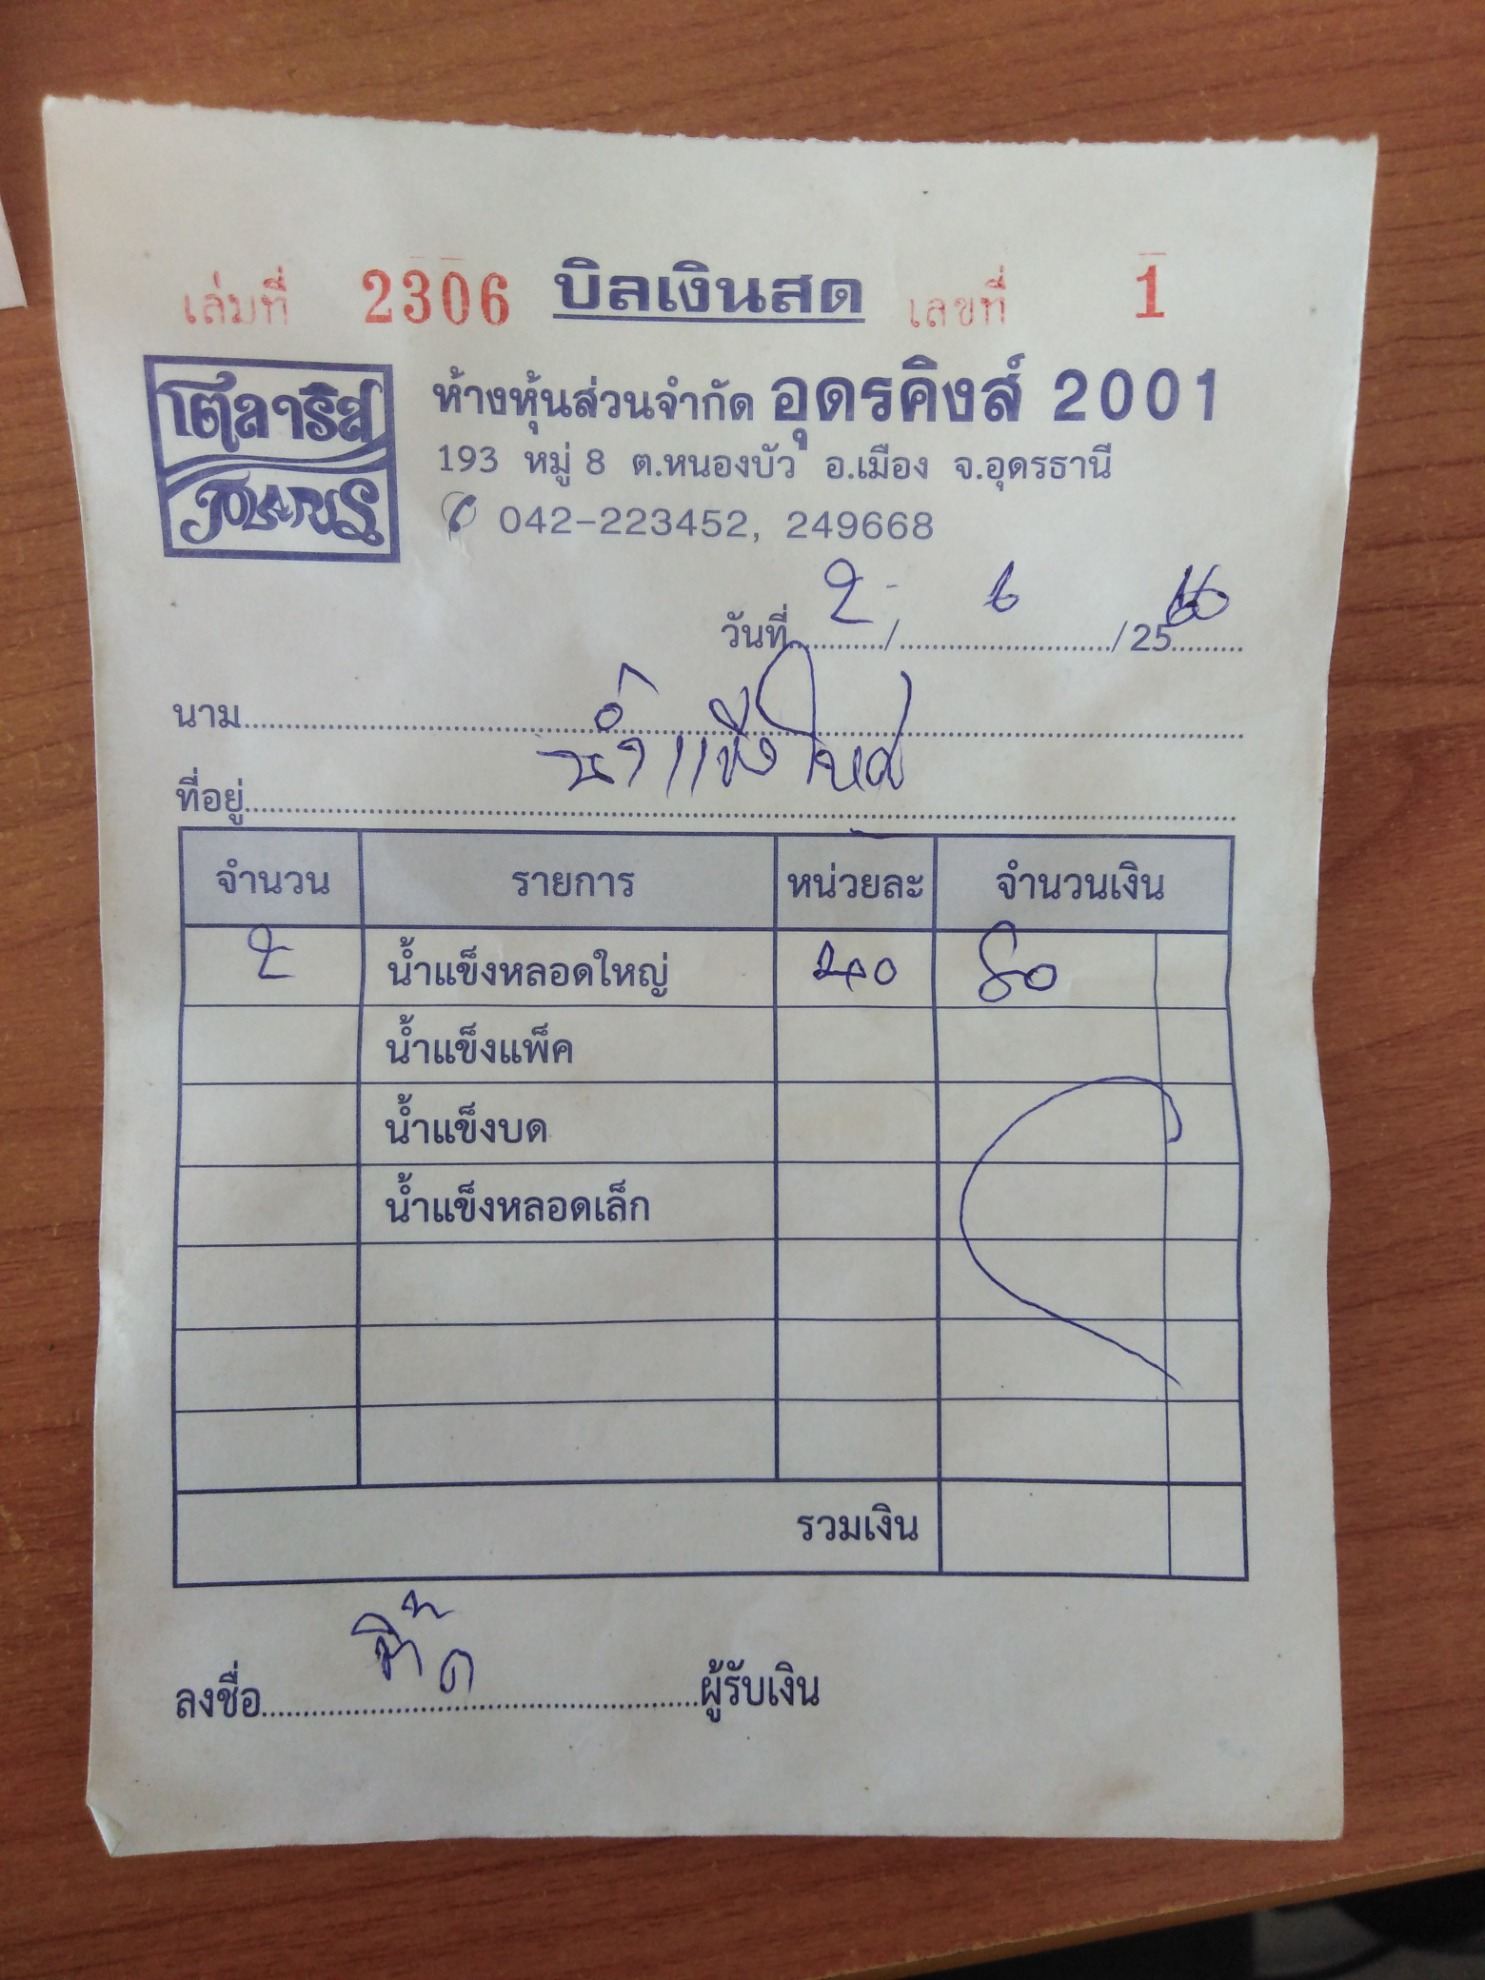 เล่มที่ 2306 บิลเงินสด เลขที่ 1
โตลาริส
TOLARIS
ห้างหุ้นส่วนจำกัด อุดรคิงส์ 2001
193 หมู่ 8 ต.หนองบัว อ.เมือง จ.อุดรธานี
042-223452, 249668
วันที่ 2 / 6 / 25 66
นาม
น้ำแข็งใหญ่
ที่อยู่
จำนวน รายการ หน่วยละ จำนวนเงิน
2 น้ำแข็งหลอดใหญ่ 40 80
น้ำแข็งแพ็ค
น้ำแข็งบด
น้ำแข็งหลอดเล็ก
รวมเงิน
ลงชื่อ ผู้รับเงิน